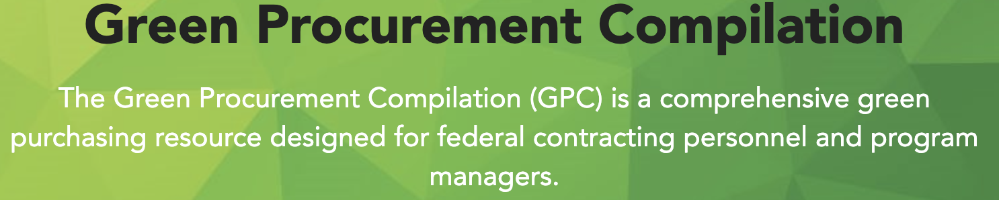 Green Procurement Compilation
The Green Procurement Compilation (GPC) is a comprehensive green
purchasing resource designed for federal contracting personnel and program
managers.